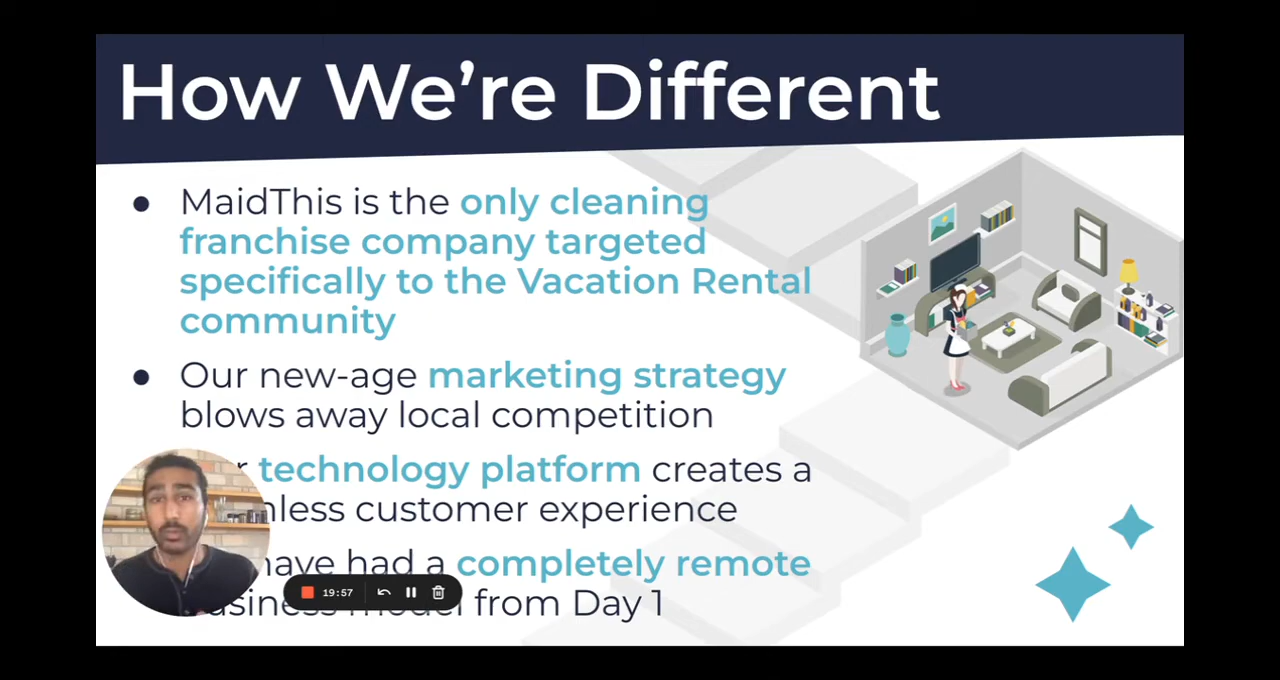 How We're Different
● MaidThis is the only cleaning
franchise company targeted
specifically to the Vacation Rental
community
● Our new-age marketing strategy
blows away local competition
technology platform creates a
customer experience
have had a completely remote
from Day 1
19:57